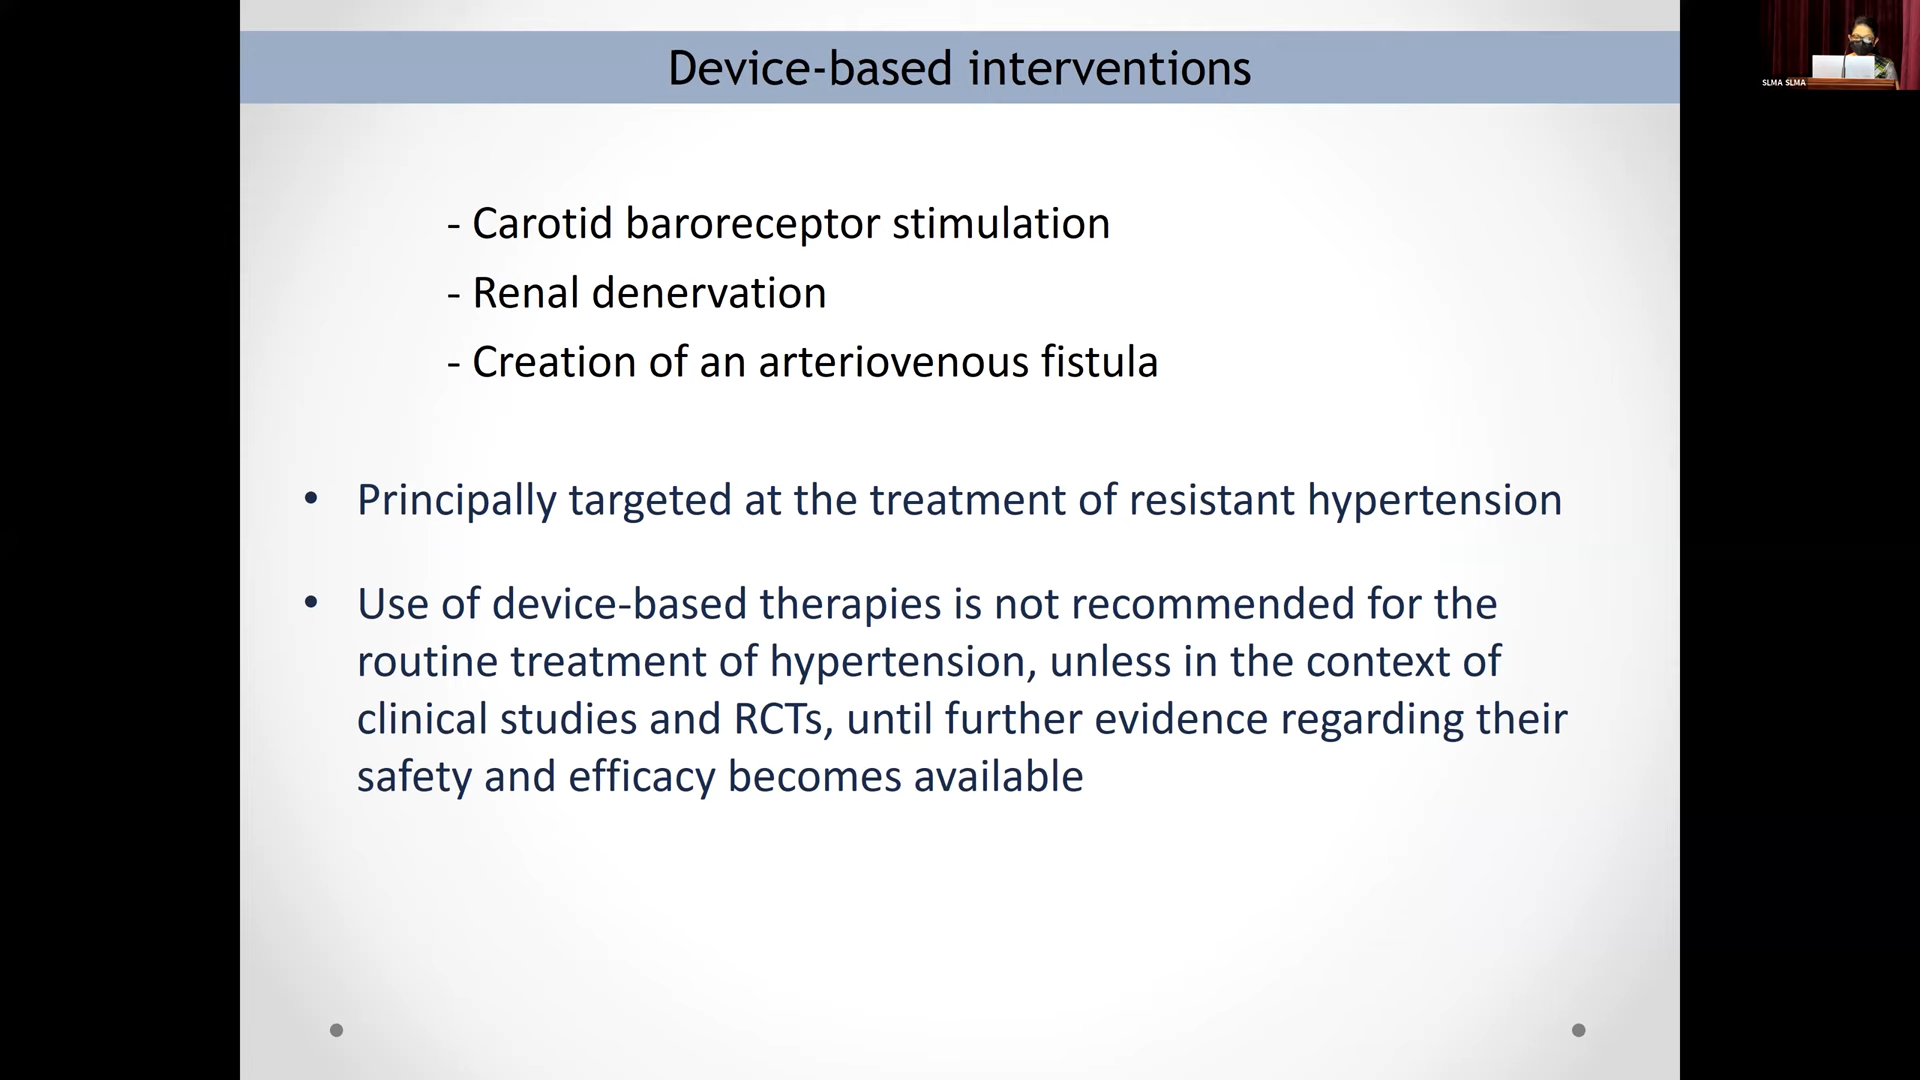 Device-based interventions
SLMA SLMA
- Carotid baroreceptor stimulation
- Renal denervation
- Creation of an arteriovenous fistula
• Principally targeted at the treatment of resistant hypertension
• Use of device-based therapies is not recommended for the
routine treatment of hypertension, unless in the context of
clinical studies and RCTs, until further evidence regarding their
safety and efficacy becomes available